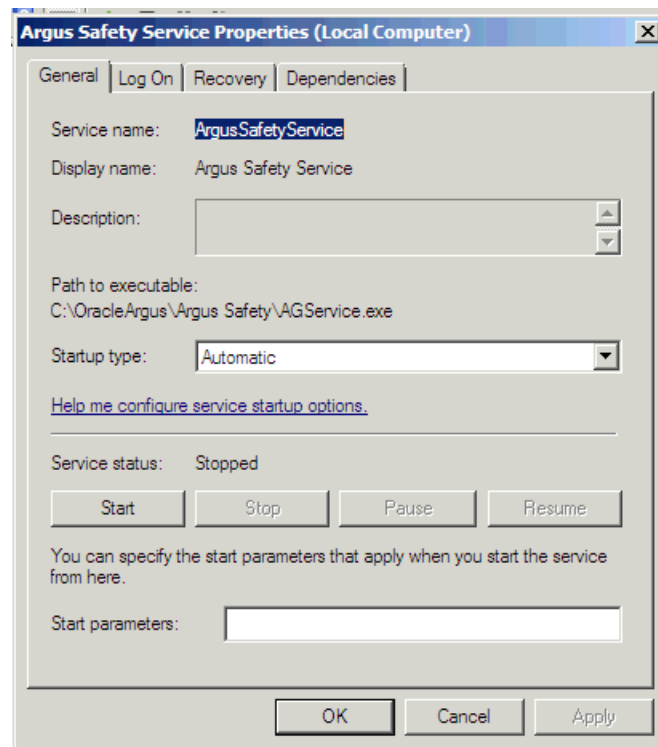 Argus Safety Service Properties (Local Computer)
General Log On Recovery Dependencies
Service name: ArgusSafetyService
Display name: Argus Safety Service
Description:
Path to executable:
C:\OracleArgus\Argus Safety\AGService.exe
Startup type: Automatic
Help me configure service startup options.
Service status: Stopped
Start Stop Pause Resume
You can specify the start parameters that apply when you start the service
from here.
Start parameters:
OK Cancel Apply